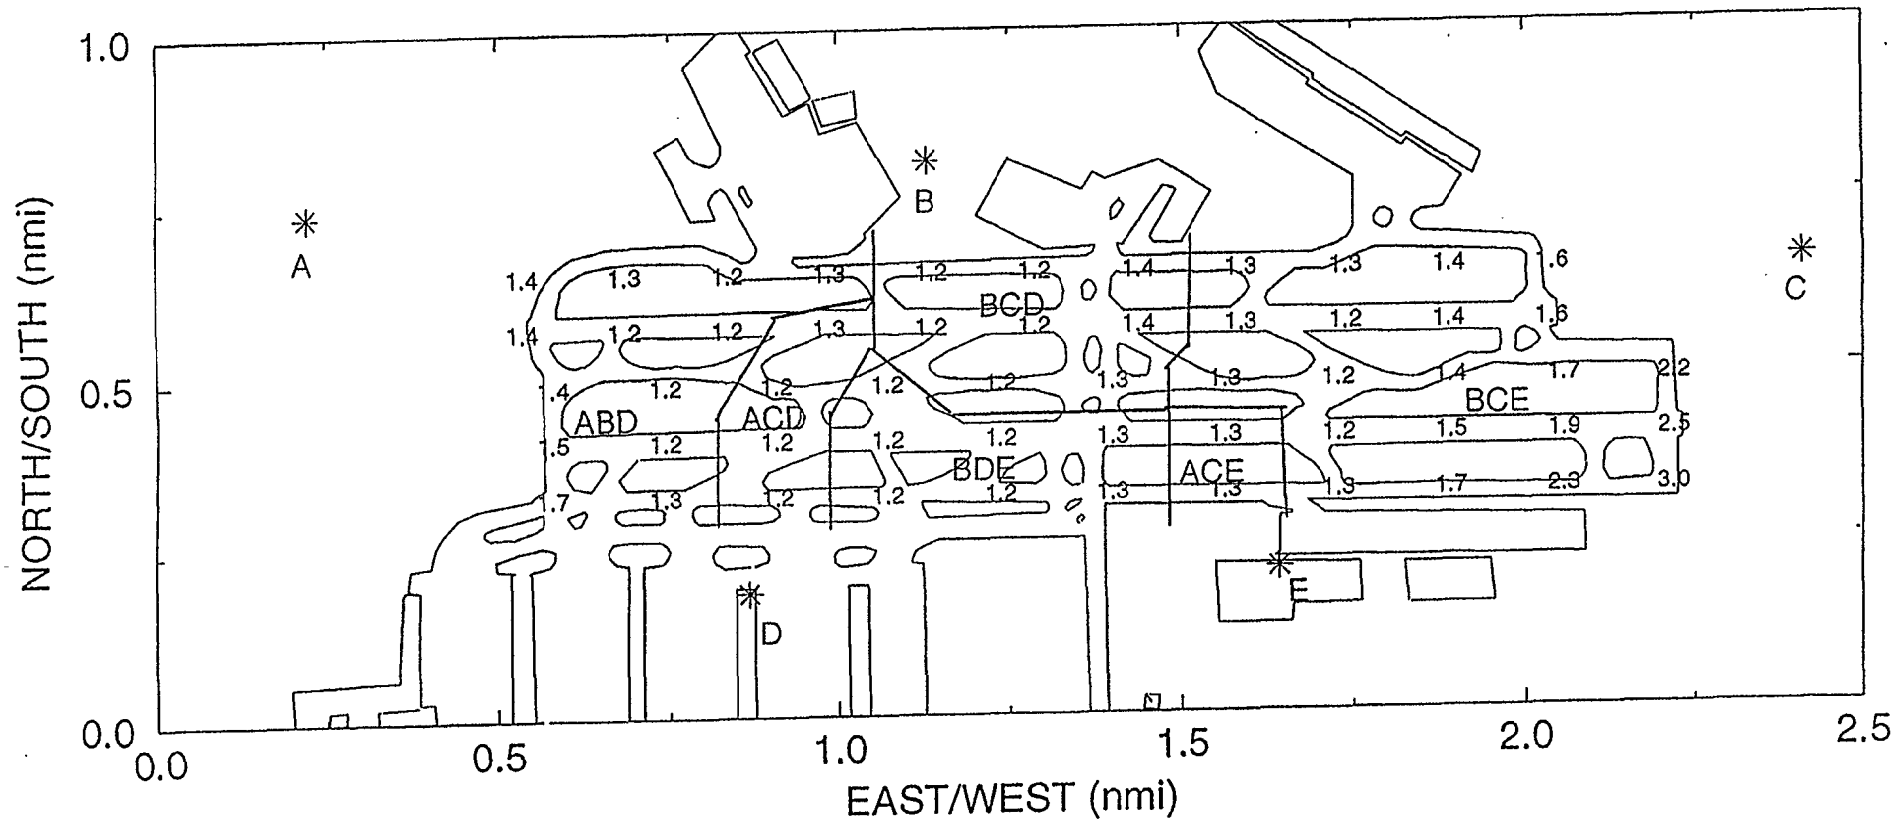 1.0
B
A
C
1.4 1.3 1.2 1.3 1.2 1.2 1.4 1.3 1.3 1.4 1.6
BCD
1.4 1.2 1.2 1.3 1.2 1.2 1.4 1.3 1.2 1.4 1.6
0.5
.4 1.2 1.2 1.2 1.2 1.3 1.3 1.2 1.4 1.7 2.2
ABD ACD BCE
1.5 1.2 1.2 1.2 1.2 1.3 1.3 1.2 1.5 1.9 2.5
BDE ACE
.7 1.3 1.2 1.2 1.2 1.3 1.3 1.3 1.7 2.3 3.0
E
D
0.0
0.0 0.5 1.0 1.5 2.0 2.5
NORTH/SOUTH (nmi)
EAST/WEST (nmi)